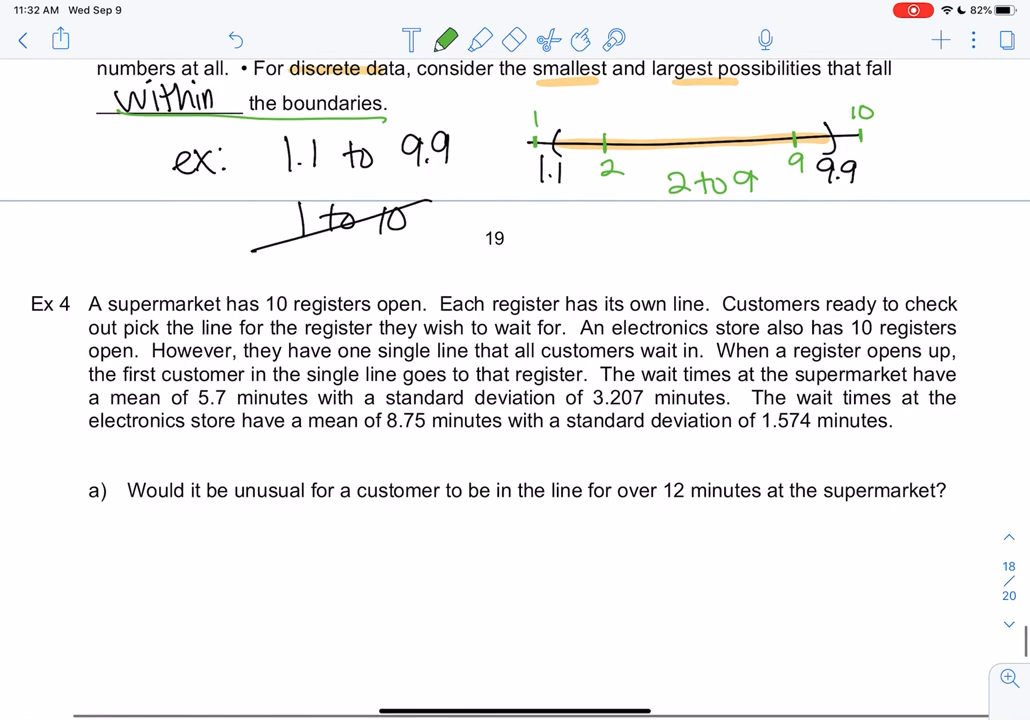 11:32 AM Wed Sep 9
82%
numbers at all. • For discrete data, consider the smallest and largest possibilities that fall
within the boundaries.
ex: 1.1 to 9.9
1 10
1.1 2 9 9.9
2 to 9
1 to 10
19
Ex 4 A supermarket has 10 registers open. Each register has its own line. Customers ready to check
out pick the line for the register they wish to wait for. An electronics store also has 10 registers
open. However, they have one single line that all customers wait in. When a register opens up,
the first customer in the single line goes to that register. The wait times at the supermarket have
a mean of 5.7 minutes with a standard deviation of 3.207 minutes. The wait times at the
electronics store have a mean of 8.75 minutes with a standard deviation of 1.574 minutes.
a) Would it be unusual for a customer to be in the line for over 12 minutes at the supermarket?
18
/
20